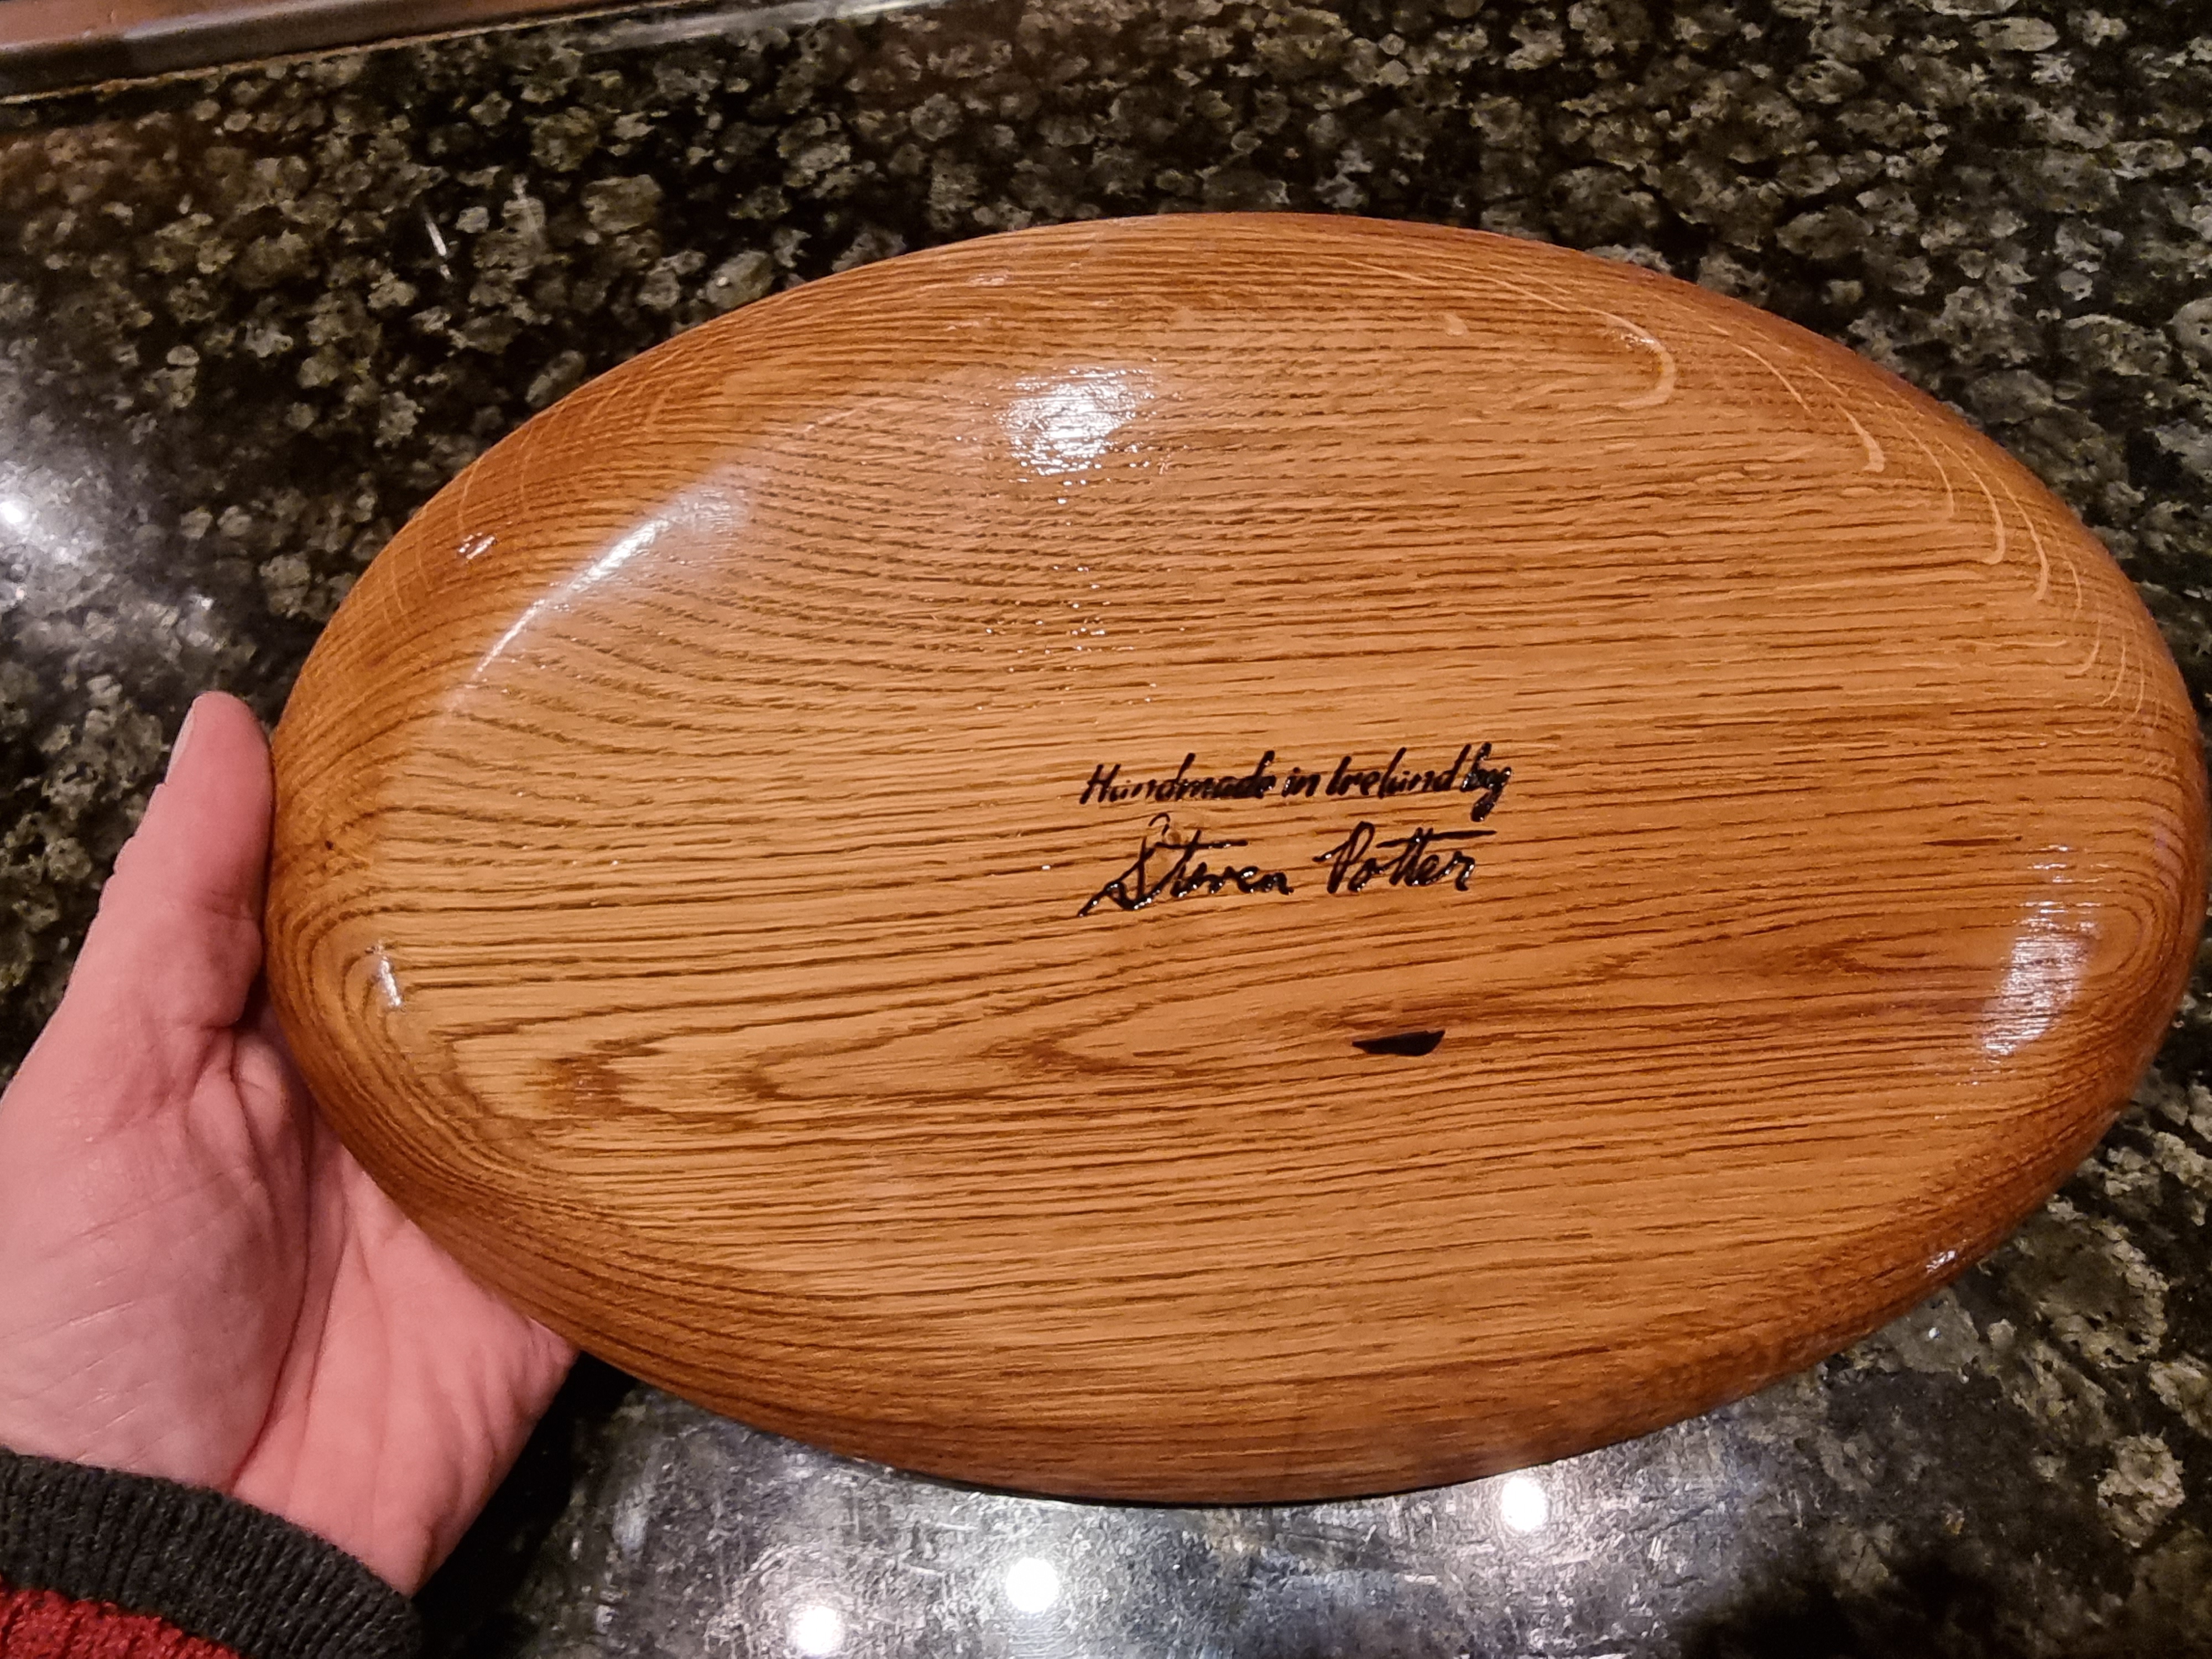 Handmade in Ireland by
Steven Potter